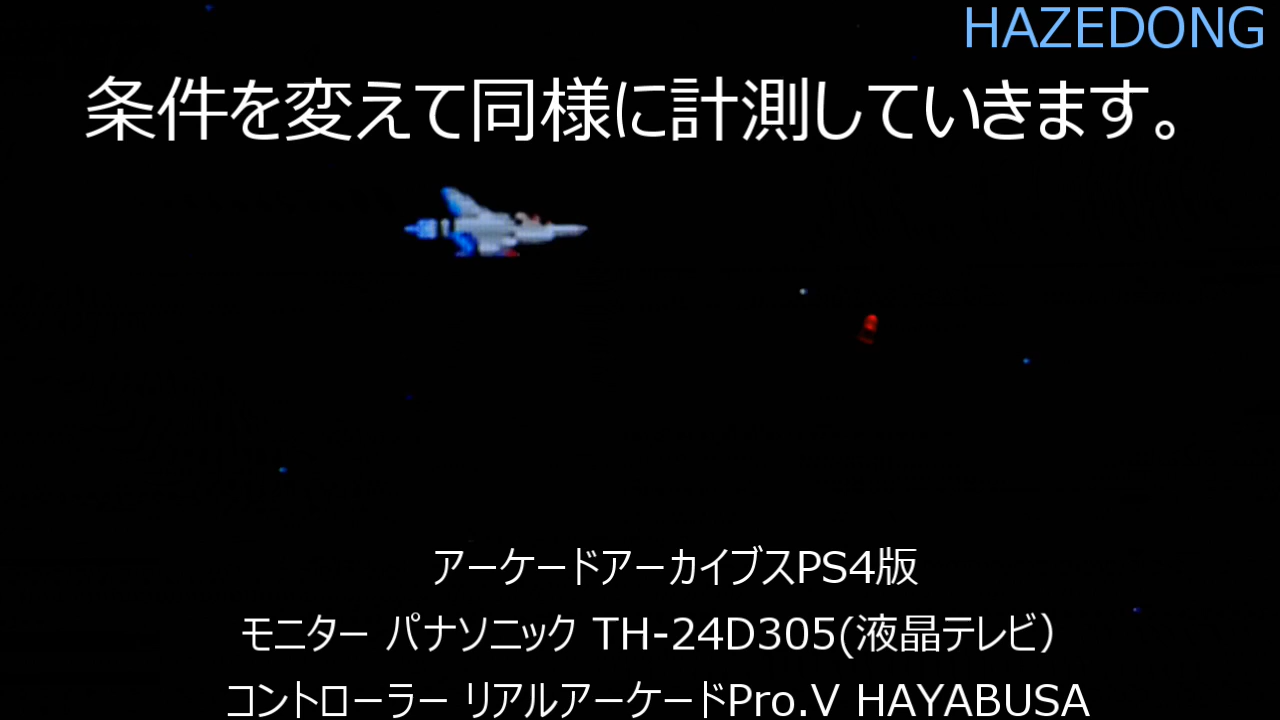 HAZEDONG
条件を変えて同様に計測していきます。
アーケードアーカイブスPS4版
モニター パナソニック TH-24D305(液晶テレビ）
コントローラー リアルアーケードPro.V HAYABUSA